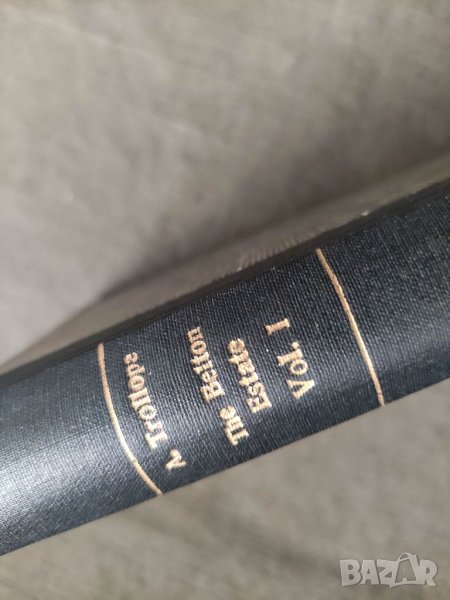 A. Trollope
The Belton
Estate
Vol. I
BAZAR